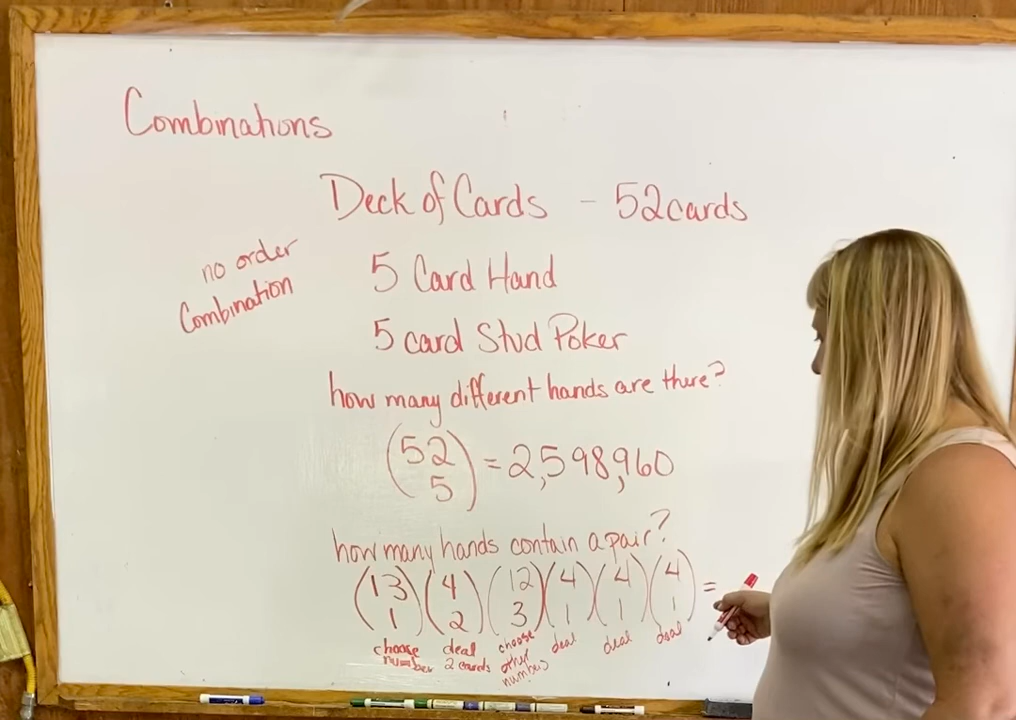 Combinations
Deck of Cards - 52 cards
no order
Combination
5 Card Hand
5 card Stud Poker
how many different hands are there?
(52 5) = 2,598,960
how many hands contain a pair?
(13 1) (4 2) (12 3) (4 1) (4 1) (4 1) =
choose number
deal 2 cards
choose other numbers
deal
deal
deal